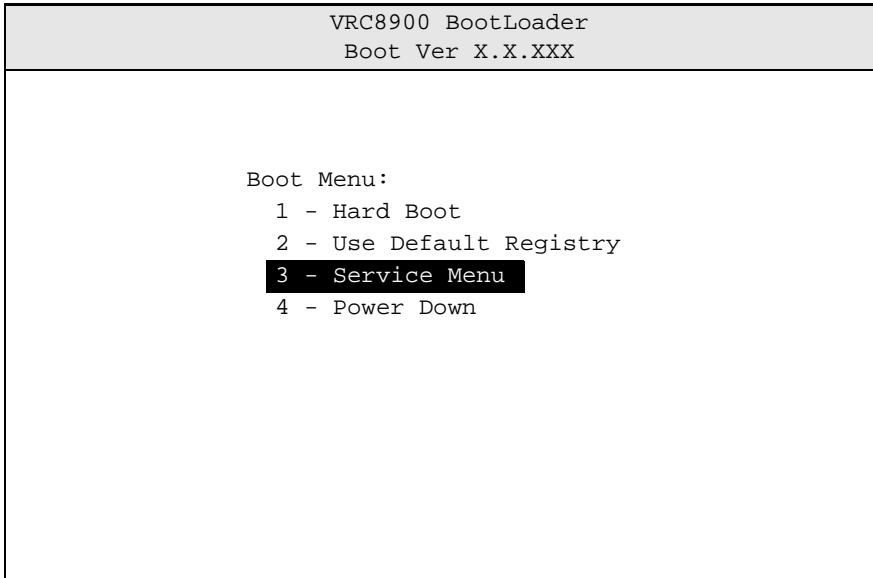 VRC8900 BootLoader
Boot Ver X.X.XXX
Boot Menu:
1 - Hard Boot
2 - Use Default Registry
3 - Service Menu
4 - Power Down